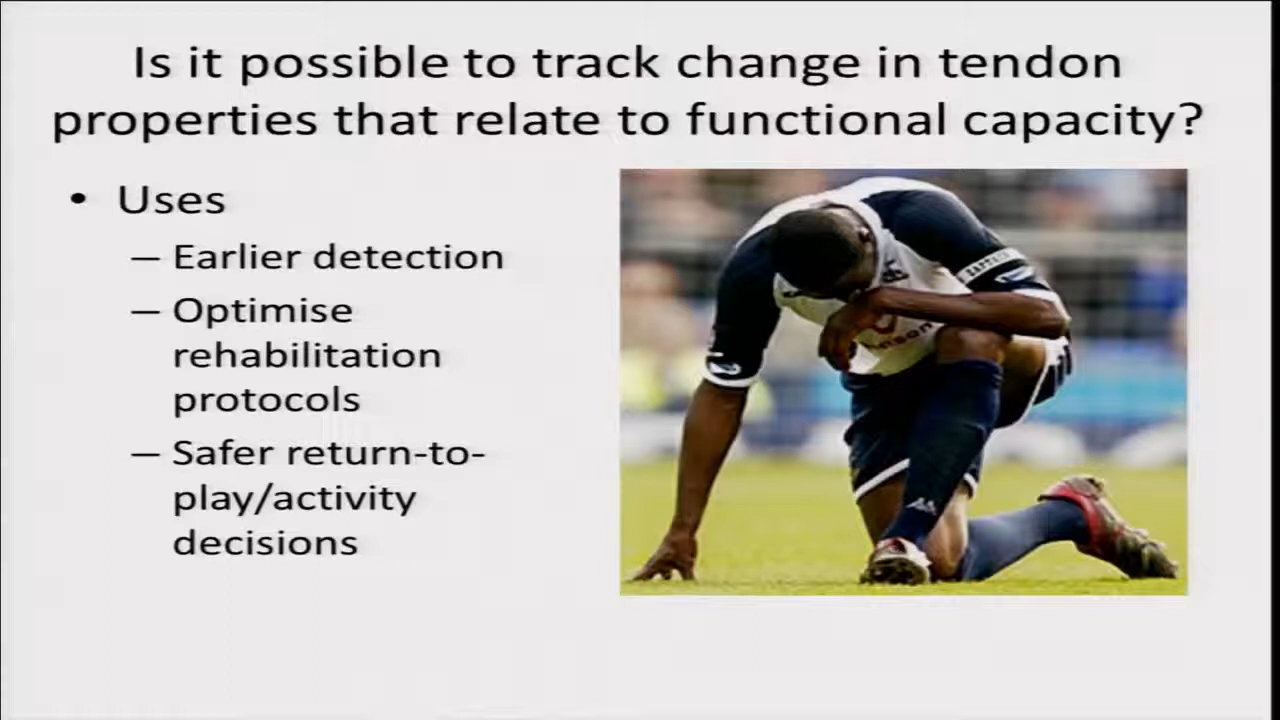 Is it possible to track change in tendon
properties that relate to functional capacity?
• Uses
– Earlier detection
– Optimise
rehabilitation
protocols
– Safer return-to-
play/activity
decisions